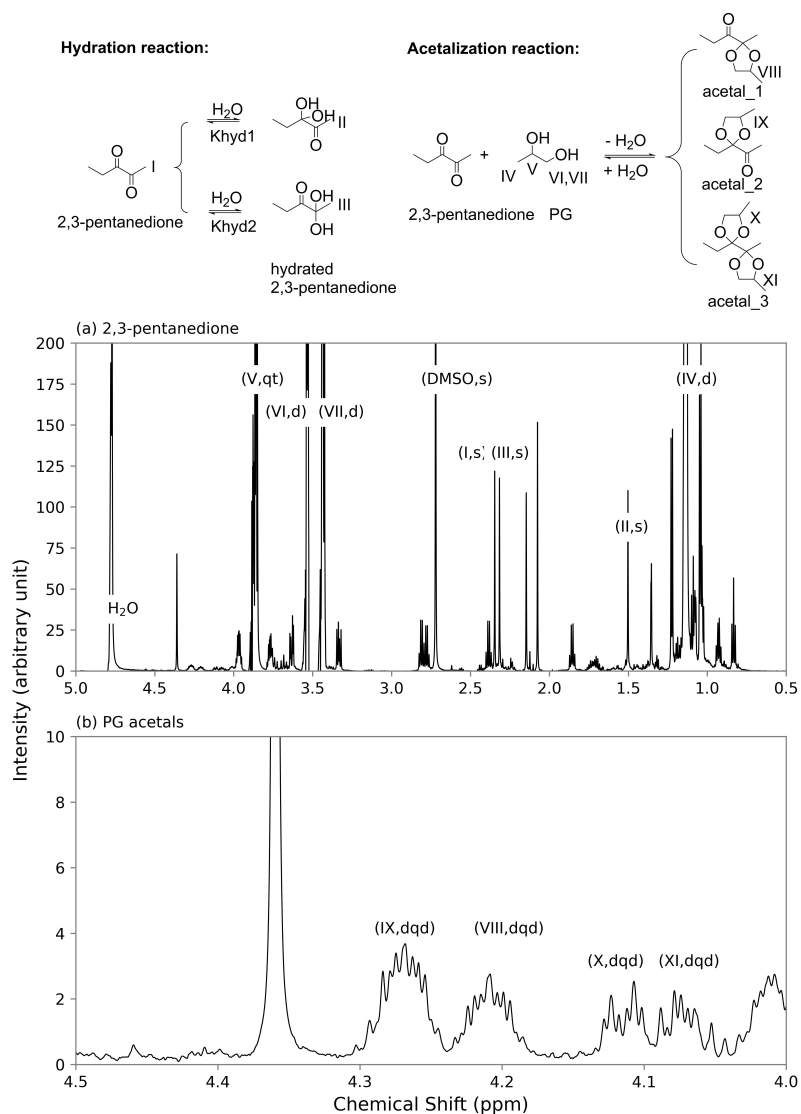 Hydration reaction:
Acetalization reaction:
H₂O
Khyd1
OH
OH
O
II
O
O
I
2,3-pentanedione
H₂O
Khyd2
O
OH
OH
III
hydrated
2,3-pentanedione
O
O
2,3-pentanedione
+
OH
OH
IV
V
VI,VII
PG
- H₂O
+ H₂O
O
O
O
VIII
acetal_1
O
O
IX
O
acetal_2
O
O
X
O
O
XI
acetal_3
(a) 2,3-pentanedione
200
175
150
125
100
75
50
25
0
(V,qt)
(DMSO,s)
(IV,d)
(VI,d)
(VII,d)
(I,s)
(III,s)
(II,s)
H₂O
5.0 4.5 4.0 3.5 3.0 2.5 2.0 1.5 1.0 0.5
Intensity (arbitrary unit)
(b) PG acetals
10
8
6
4
2
0
(IX,dqd)
(VIII,dqd)
(X,dqd)
(XI,dqd)
4.5 4.4 4.3 4.2 4.1 4.0
Chemical Shift (ppm)